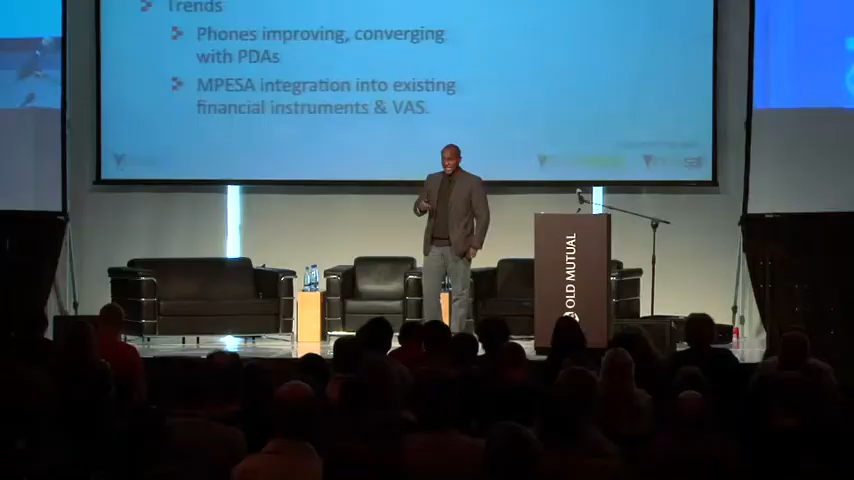 Trends
Phones improving, converging
with PDAs
MPESA integration into existing
financial instruments & VAS.
OLD MUTUAL